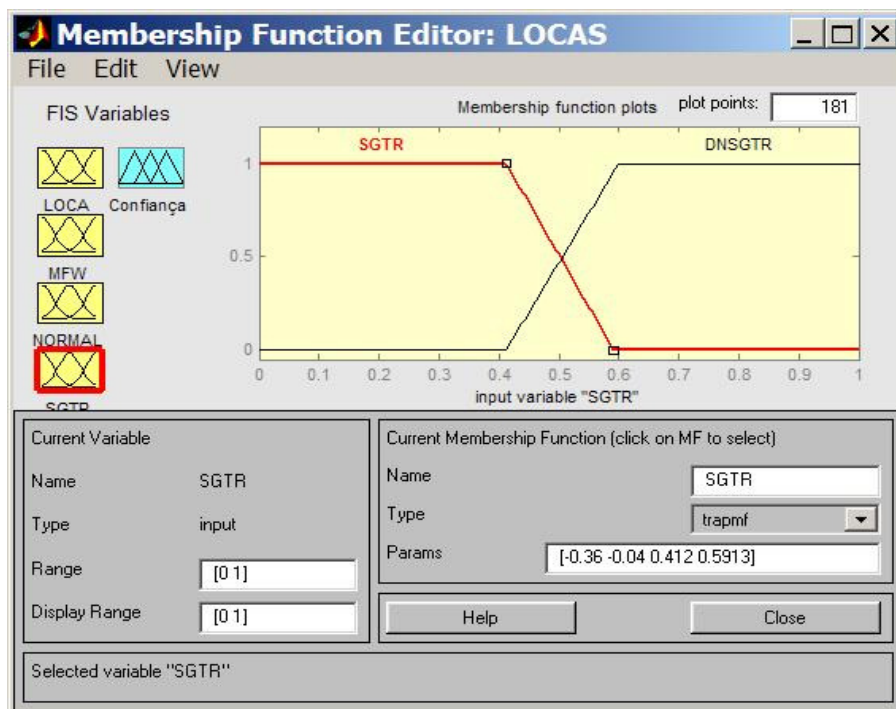 Membership Function Editor: LOCAS
File Edit View
FIS Variables
Membership function plots plot points: 181
LOCA Confiança
MFW
NORMAL
SGTR
SGTR DNSGTR
1
0.5
0
0 0.1 0.2 0.3 0.4 0.5 0.6 0.7 0.8 0.9 1
input variable "SGTR"
Current Variable
Name SGTR
Type input
Range [0 1]
Display Range [0 1]
Current Membership Function (click on MF to select)
Name SGTR
Type trapmf
Params [-0.36 -0.04 0.412 0.5913]
Help Close
Selected variable "SGTR"